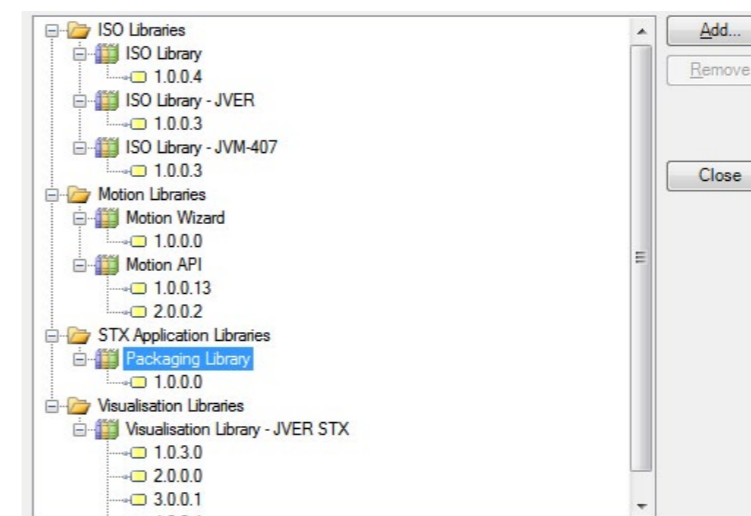 ISO Libraries
ISO Library
1.0.0.4
ISO Library - JVER
1.0.0.3
ISO Library - JVM-407
1.0.0.3
Motion Libraries
Motion Wizard
1.0.0.0
Motion API
1.0.0.13
2.0.0.2
STX Application Libraries
Packaging Library
1.0.0.0
Visualisation Libraries
Visualisation Library - JVER STX
1.0.3.0
2.0.0.0
3.0.0.1
Add...
Remove
Close